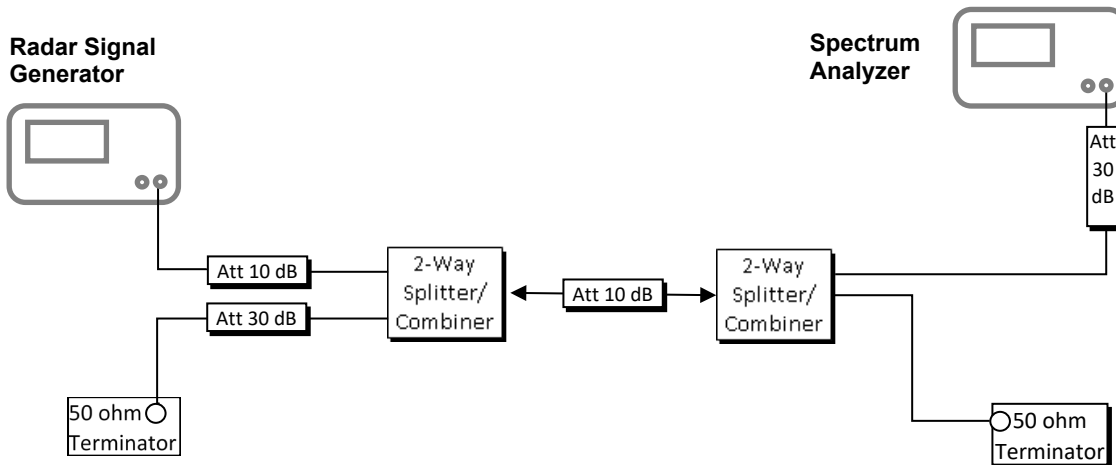 Radar Signal
Generator
Spectrum
Analyzer
Att
30
dB
Att 10 dB
Att 30 dB
2-Way
Splitter/
Combiner
Att 10 dB
2-Way
Splitter/
Combiner
50 ohm
Terminator
50 ohm
Terminator